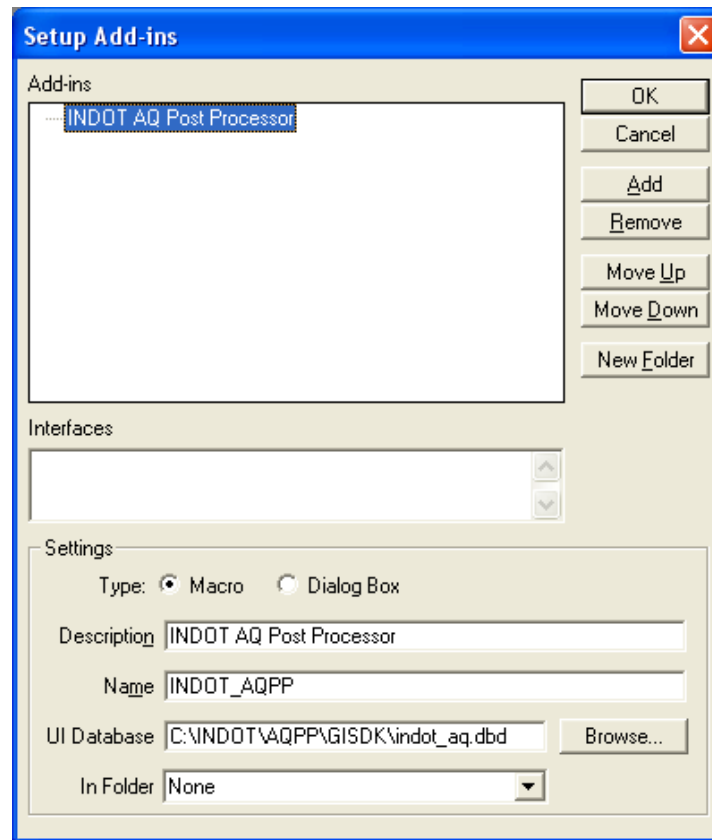 Setup Add-ins
Add-ins
INDOT AQ Post Processor
OK
Cancel
Add
Remove
Move Up
Move Down
New Folder
Interfaces
Settings
Type: Macro Dialog Box
Description INDOT AQ Post Processor
Name INDOT_AQPP
UI Database C:\INDOT\AQPP\GISDK\indot_aq.dbd Browse...
In Folder None